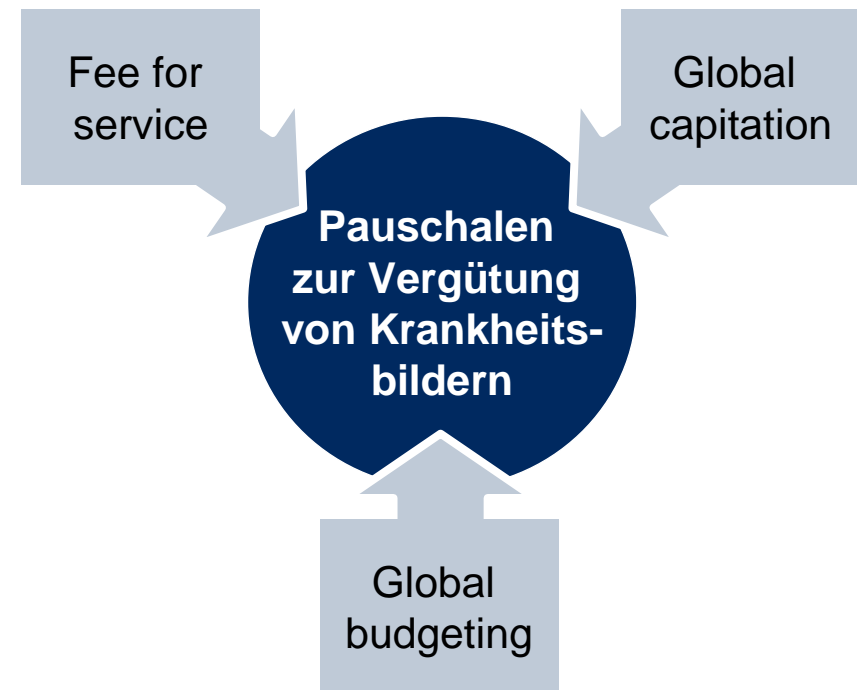 Fee for
service
Global
capitation
Pauschalen
zur Vergütung
von Krankheits-
bildern
Global
budgeting